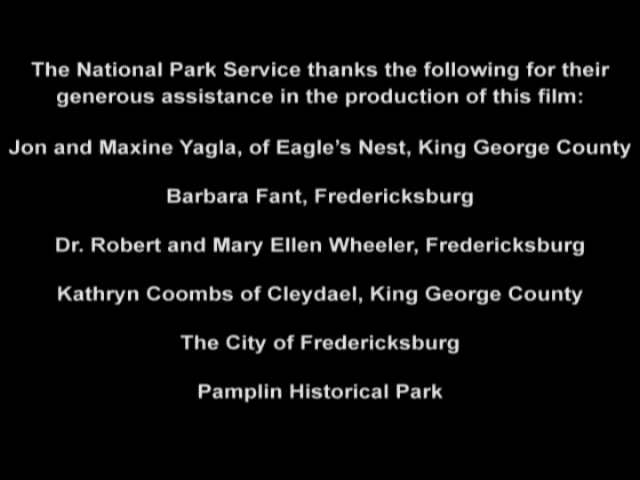 The National Park Service thanks the following for their
generous assistance in the production of this film:
Jon and Maxine Yagla, of Eagle's Nest, King George County
Barbara Fant, Fredericksburg
Dr. Robert and Mary Ellen Wheeler, Fredericksburg
Kathryn Coombs of Cleydael, King George County
The City of Fredericksburg
Pamplin Historical Park